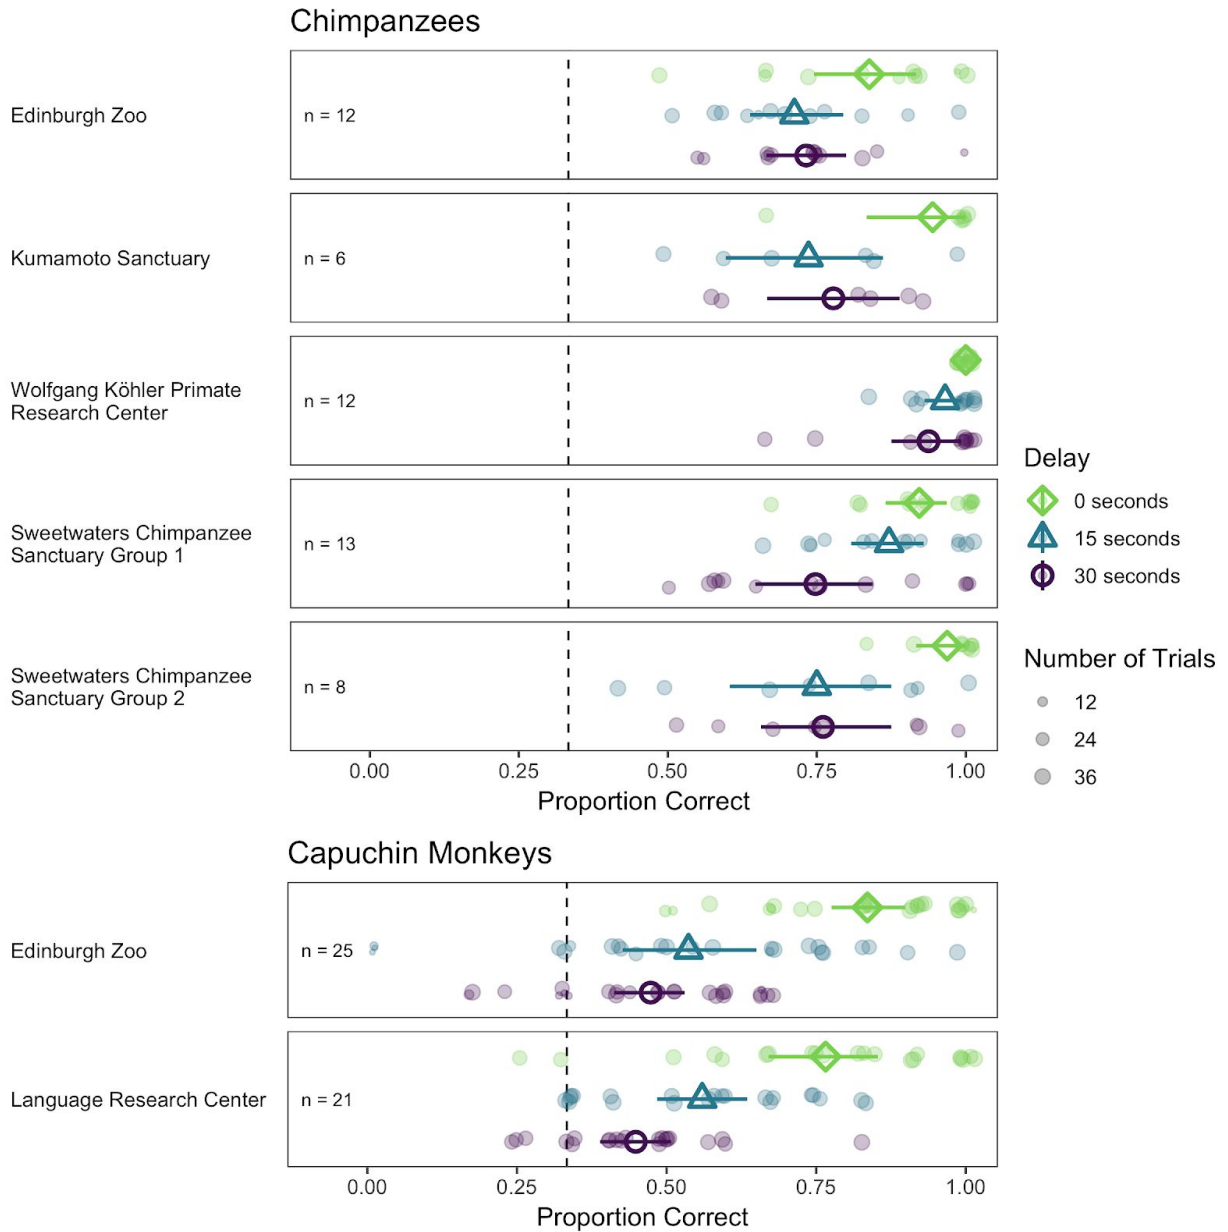 Chimpanzees
Edinburgh Zoo
n = 12
Kumamoto Sanctuary
n = 6
Wolfgang Köhler Primate
Research Center
n = 12
Sweetwaters Chimpanzee
Sanctuary Group 1
n = 13
Sweetwaters Chimpanzee
Sanctuary Group 2
n = 8
0.00 0.25 0.50 0.75 1.00
Proportion Correct
Delay
0 seconds
15 seconds
30 seconds
Number of Trials
12
24
36
Capuchin Monkeys
Edinburgh Zoo
n = 25
Language Research Center
n = 21
0.00 0.25 0.50 0.75 1.00
Proportion Correct